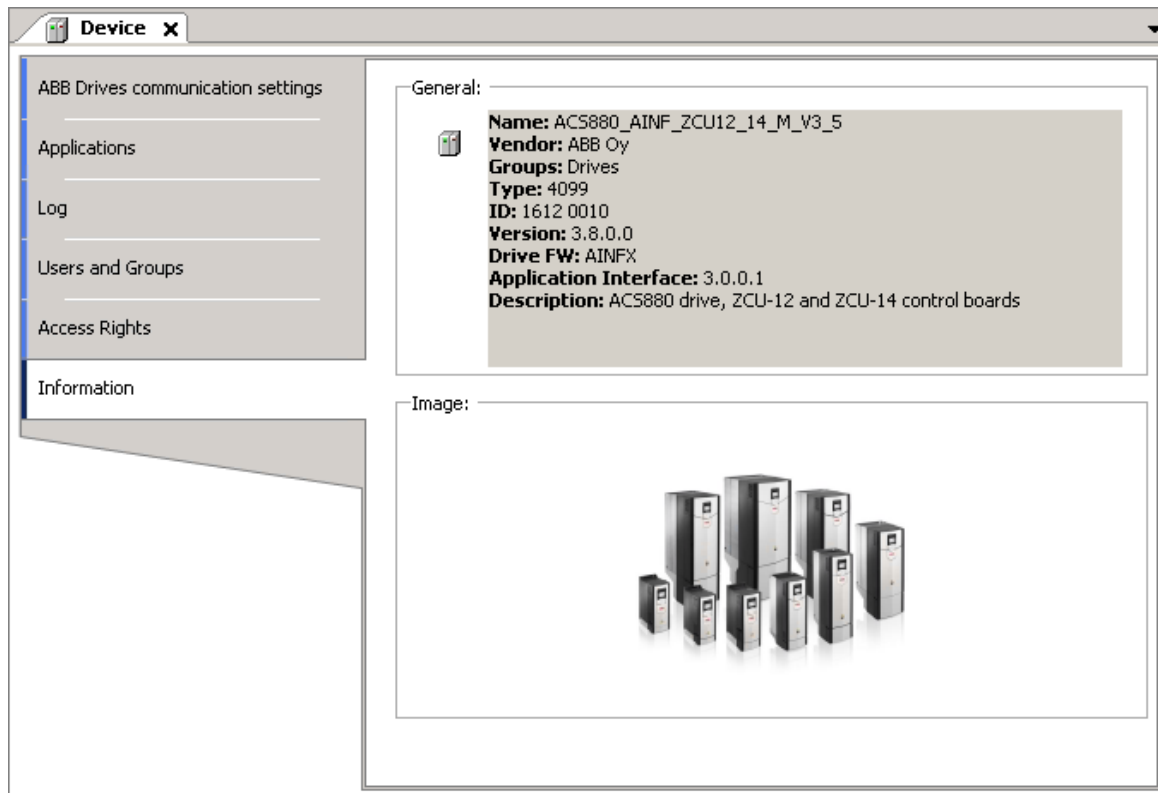 Device
ABB Drives communication settings
Applications
Log
Users and Groups
Access Rights
Information
General:
Name: ACS880_AINF_ZCU12_14_M_V3_5
Vendor: ABB Oy
Groups: Drives
Type: 4099
ID: 1612 0010
Version: 3.8.0.0
Drive FW: AINFX
Application Interface: 3.0.0.1
Description: ACS880 drive, ZCU-12 and ZCU-14 control boards
Image: